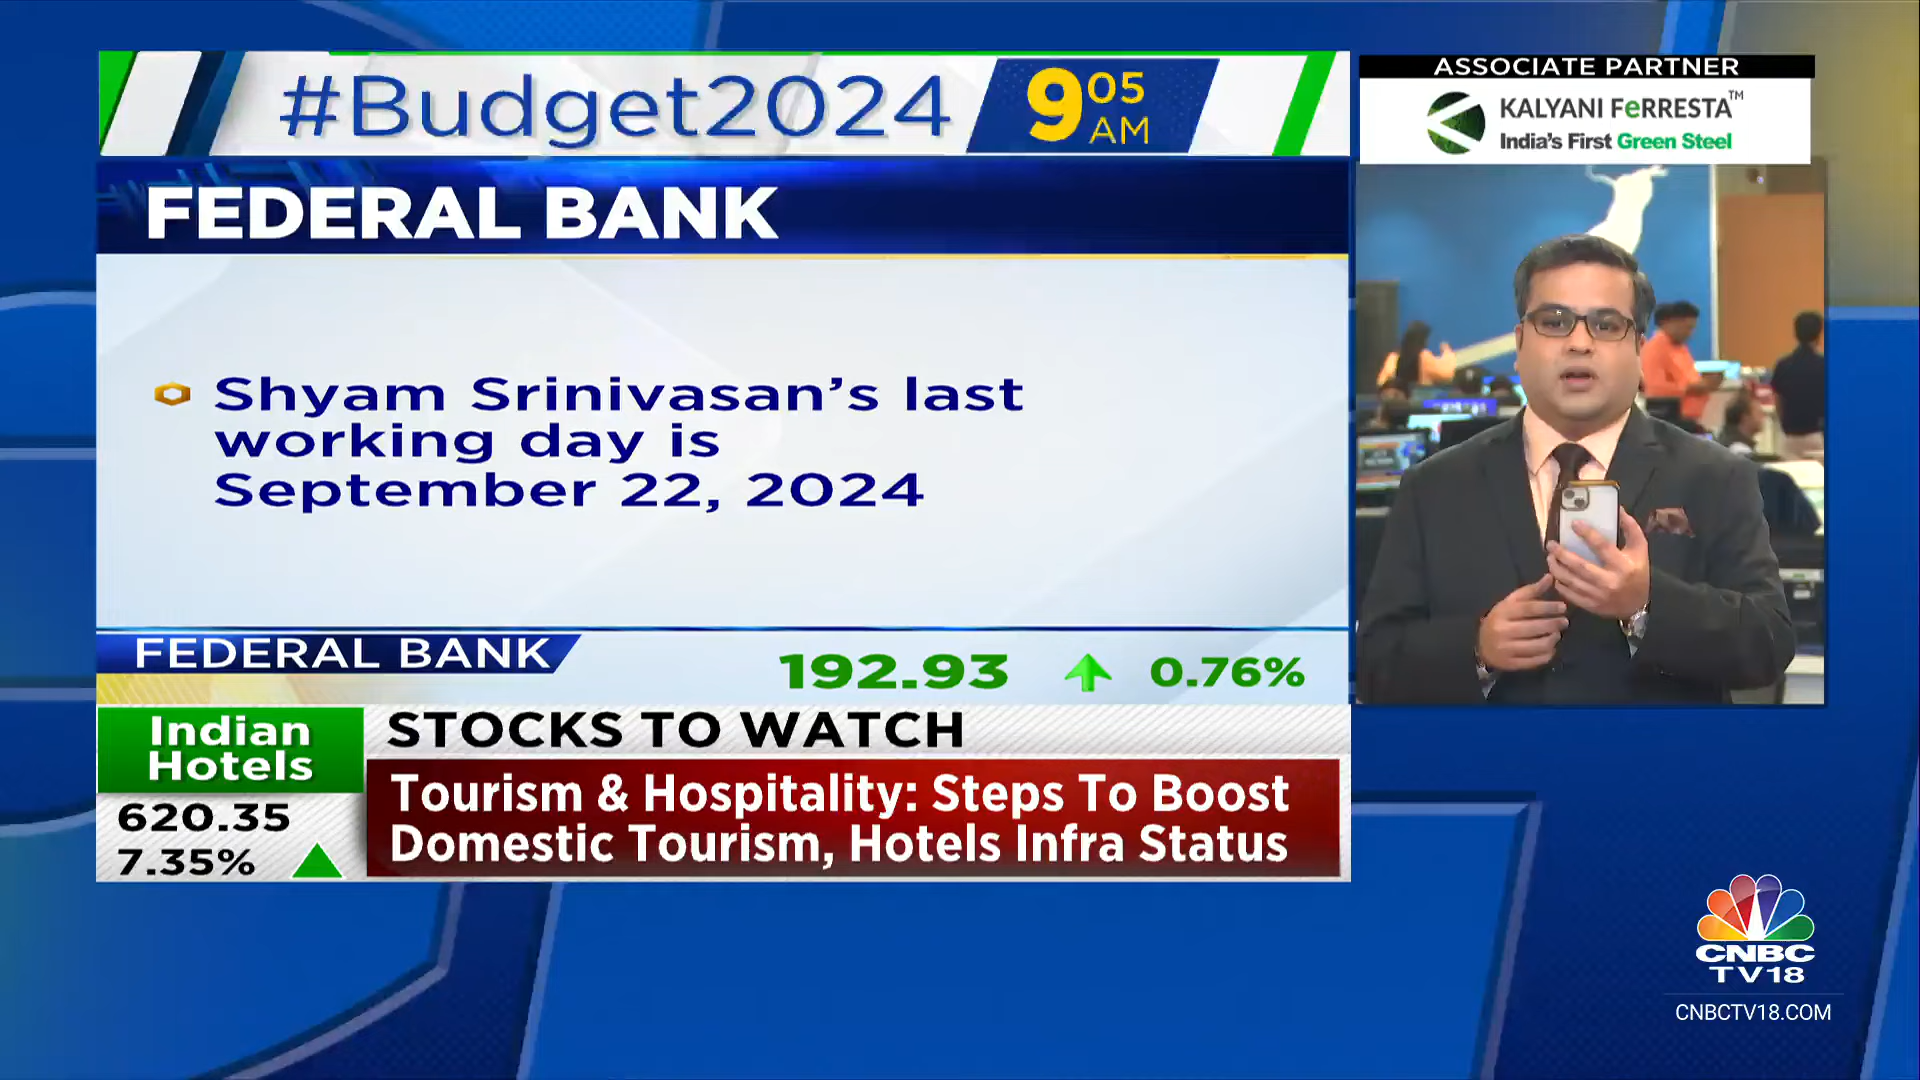 #Budget2024
9 05 AM
ASSOCIATE PARTNER
KALYANI FeRRESTA™
India's First Green Steel
FEDERAL BANK
Shyam Srinivasan's last
working day is
September 22, 2024
FEDERAL BANK 192.93 0.76%
Indian
Hotels
620.35
7.35%
STOCKS TO WATCH
Tourism & Hospitality: Steps To Boost
Domestic Tourism, Hotels Infra Status
CNBC
TV18
CNBCTV18.COM